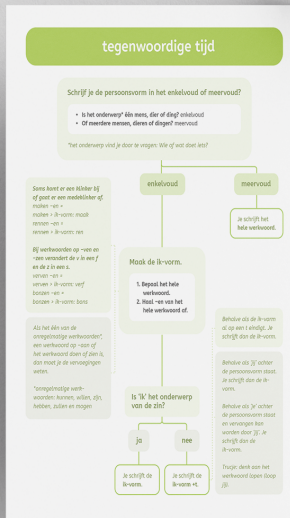 tegenwoordige tijd
Schrijf je de persoonsvorm in het enkelvoud of meervoud?
• Is het onderwerp* één mens, dier of ding? enkelvoud
• Of meerdere mensen, dieren of dingen? meervoud
*het onderwerp vind je door te vragen: Wie of wat doet iets?
enkelvoud
meervoud
Je schrijft het
hele werkwoord.
Soms komt er een klinker bij
of gaat er een medeklinker af.
maken –en =
maken = ik-vorm: maak
rennen –en =
rennen = ik-vorm: ren
Bij werkwoorden op –ven en
–zen verandert de v in een f
en de z in een s.
verven –en =
verven = ik-vorm: verf
bonzen –en =
bonzen = ik-vorm: bons
Maak de ik-vorm.
1. Bepaal het hele
werkwoord.
2. Haal –en van het
hele werkwoord af.
Als het één van de
onregelmatige werkwoorden*,
een werkwoord op –aan of
het werkwoord doen of zien is,
dan moet je de vervoegingen
weten.
*onregelmatige werk-
woorden: kunnen, willen, zijn,
hebben, zullen en mogen
Is 'ik' het onderwerp
van de zin?
ja
nee
Je schrijft de
ik-vorm.
Je schrijft de
ik-vorm +t.
Behalve als de ik-vorm
al op een t eindigt. Je
schrijft dan de ik-vorm.
Behalve als 'jij' achter
de persoonsvorm staat.
Je schrijft dan de ik-
vorm.
Behalve als 'je' achter
de persoonsvorm staat
en vervangen kan
worden door 'jij'. Je
schrijft dan de
ik-vorm.
Trucje: denk aan het
werkwoord lopen (loop
jij).